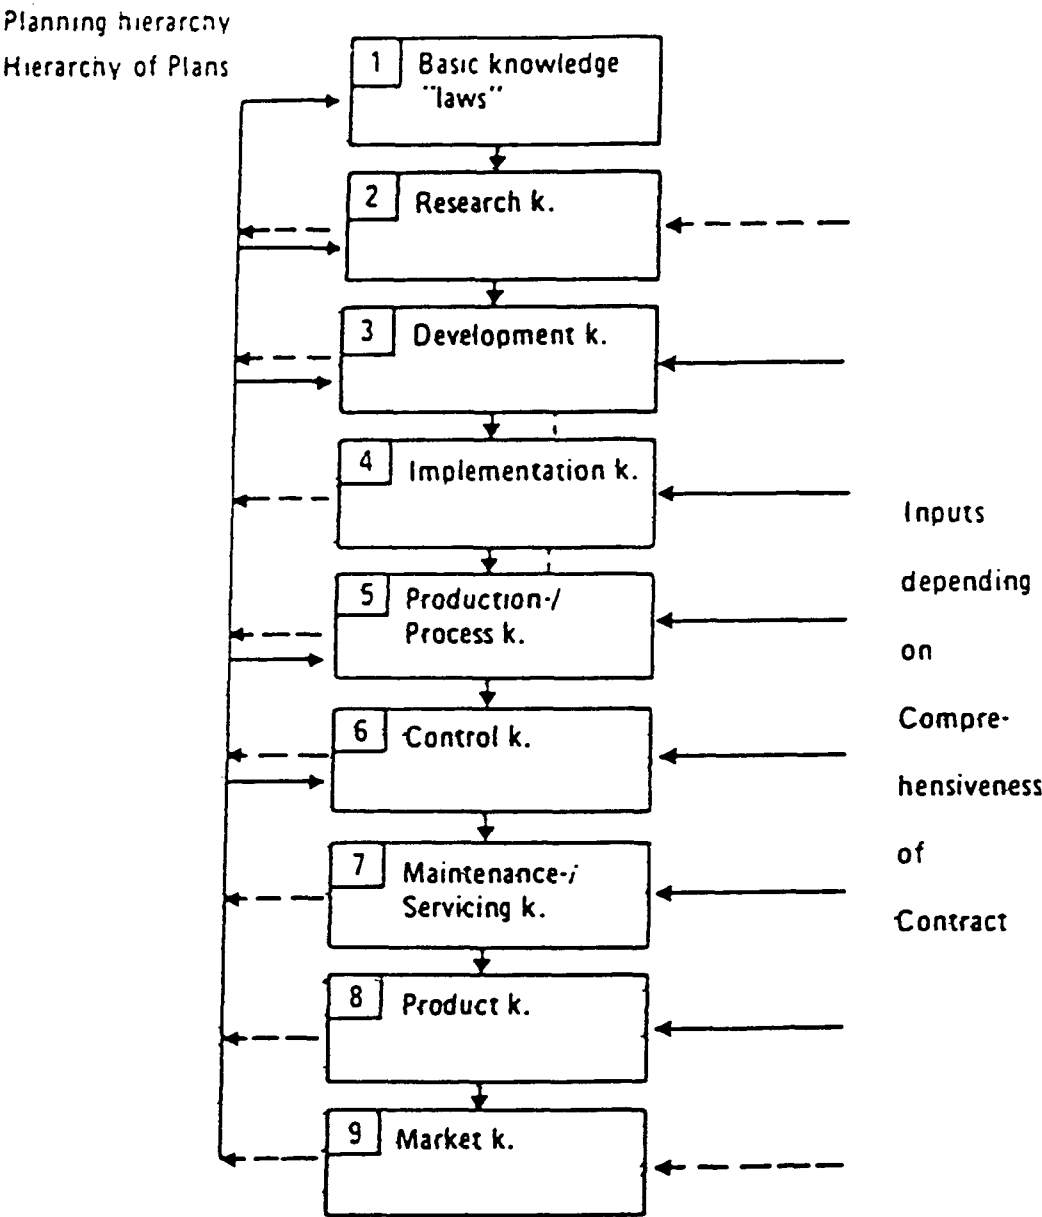 Planning hierarchy
Hierarchy of Plans
1 Basic knowledge
"laws"
2 Research k.
3 Development k.
4 Implementation k.
5 Production-/
Process k.
6 Control k.
7 Maintenance-/
Servicing k.
8 Product k.
9 Market k.
Inputs
depending
on
Compre-
hensiveness
of
Contract